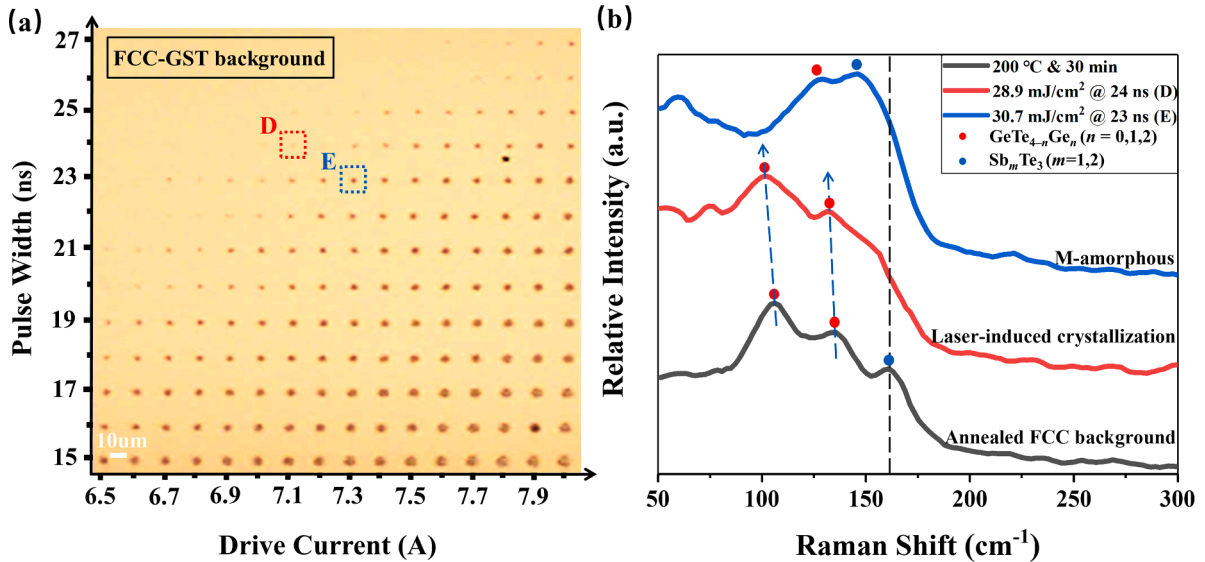 (a)
FCC-GST background
D
E
10um
Pulse Width (ns)
27
25
23
21
19
17
15
6.5
6.7
6.9
7.1
7.3
7.5
7.7
7.9
Drive Current (A)
(b)
200 ℃ & 30 min
28.9 mJ/cm² @ 24 ns (D)
30.7 mJ/cm² @ 23 ns (E)
GeTe₄₋ₙGeₙ (n = 0,1,2)
SbₘTe₃ (m=1,2)
M-amorphous
Laser-induced crystallization
Annealed FCC background
Relative Intensity (a.u.)
50
100
150
200
250
300
Raman Shift (cm⁻¹)